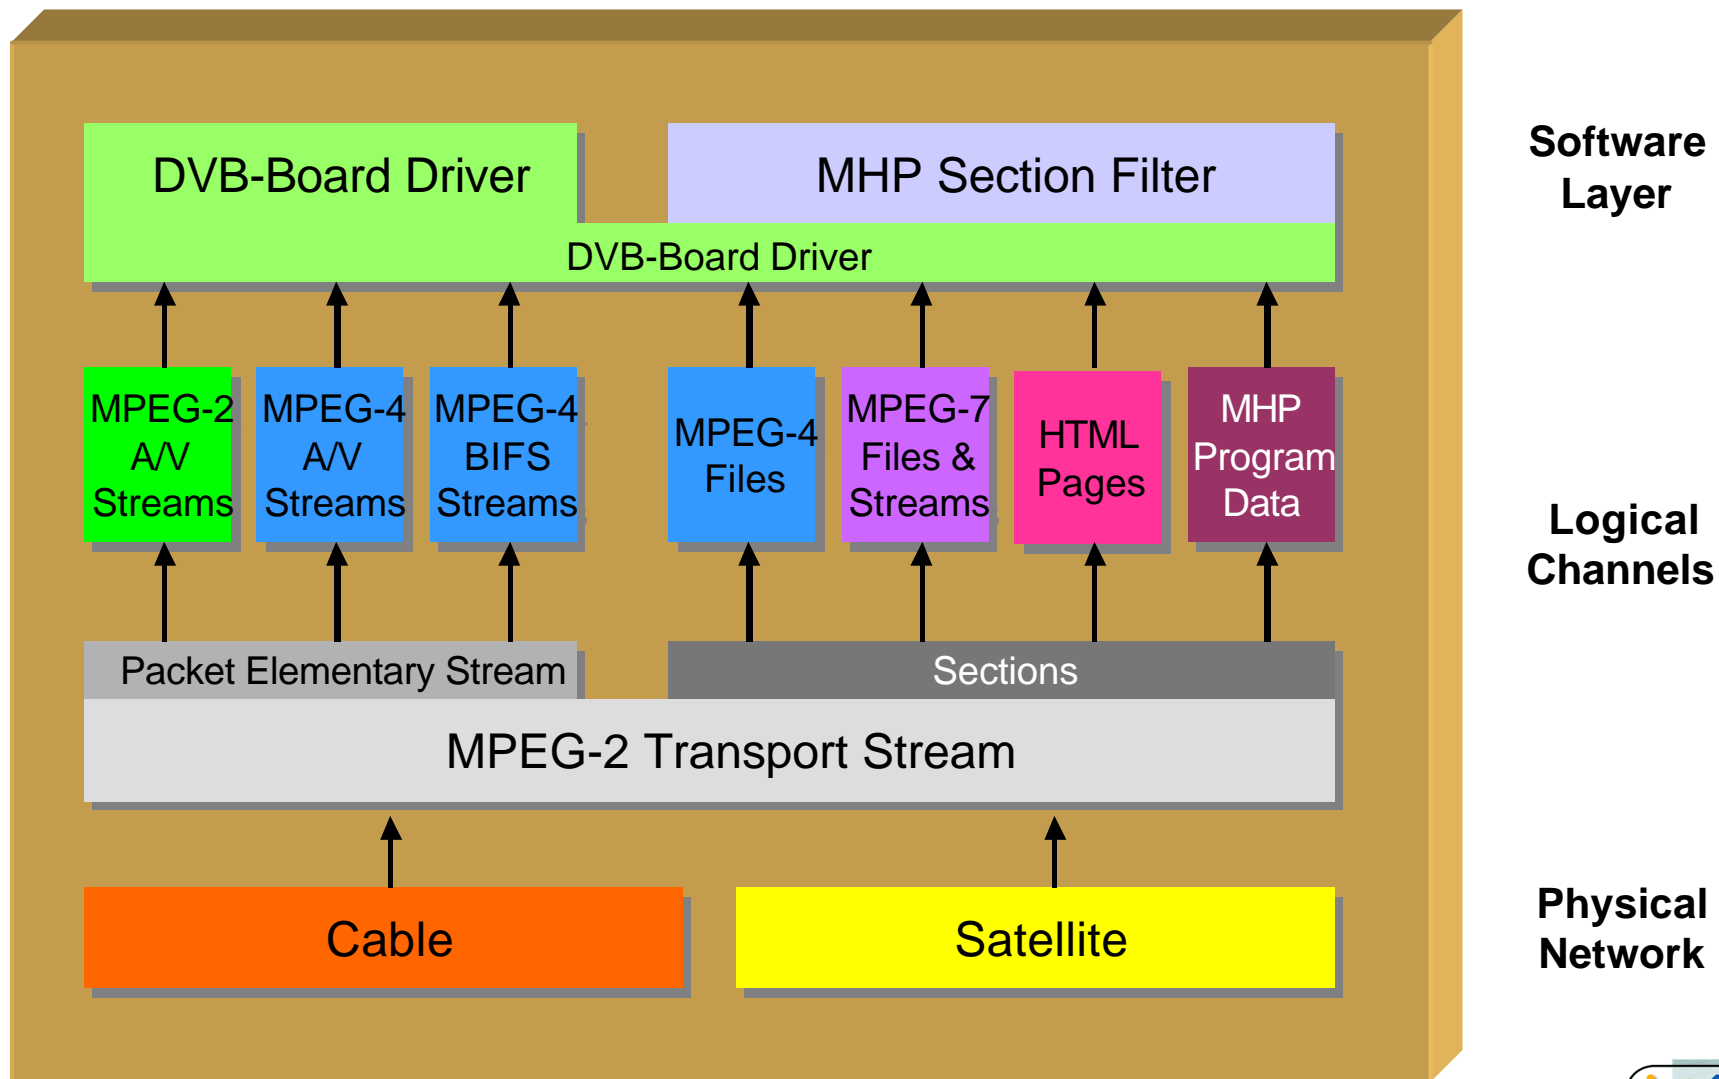 DVB-Board Driver
MHP Section Filter
DVB-Board Driver
Software
Layer
MPEG-2
A/V
Streams
MPEG-4
A/V
Streams
MPEG-4
BIFS
Streams
MPEG-4
Files
MPEG-7
Files &
Streams
HTML
Pages
MHP
Program
Data
Logical
Channels
Packet Elementary Stream
Sections
MPEG-2 Transport Stream
Cable
Satellite
Physical
Network